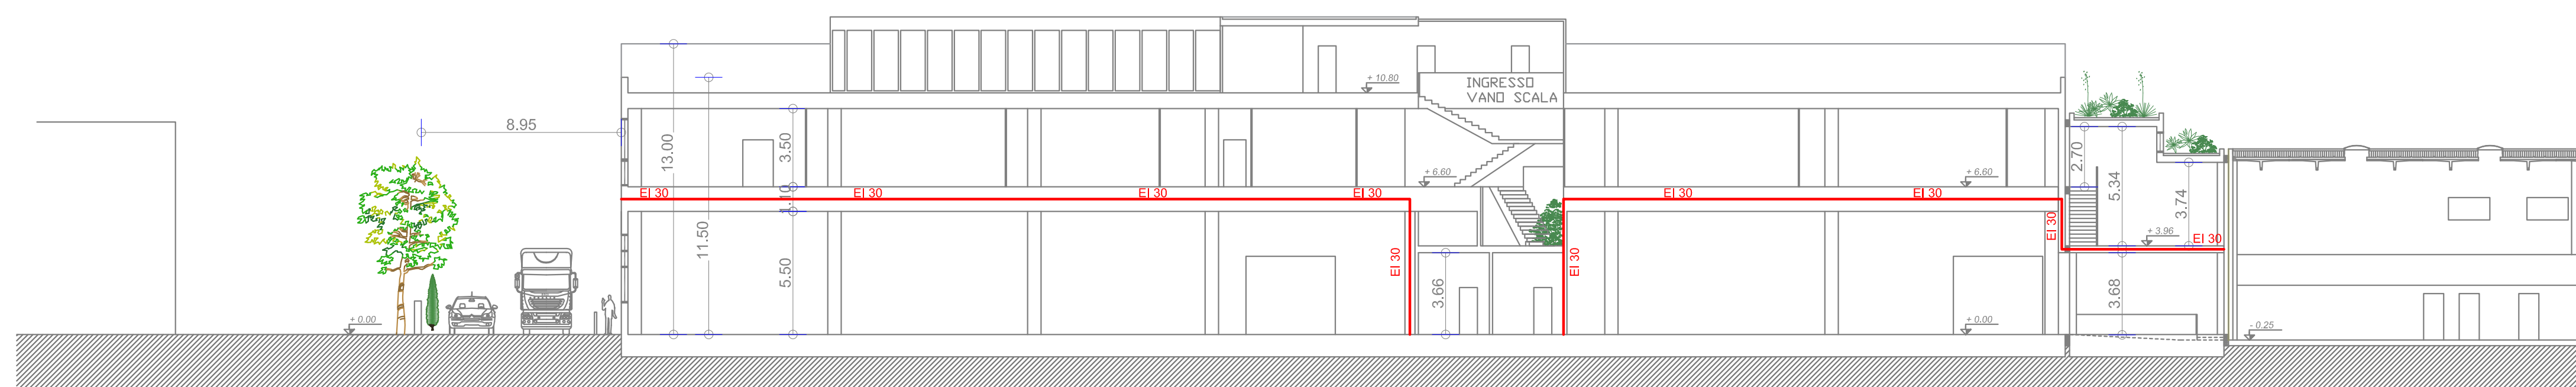 + 10.80
INGRESSO
VANO SCALA
8.95
13.00
3.50
2.70
+ 6.60
+ 6.60
EI 30
EI 30
EI 30
EI 30
EI 30
EI 30
1.10
5.34
3.74
11.50
EI 30
+ 3.96
EI 30
5.50
EI 30
EI 30
3.66
3.68
+ 0.00
+ 0.00
- 0.25